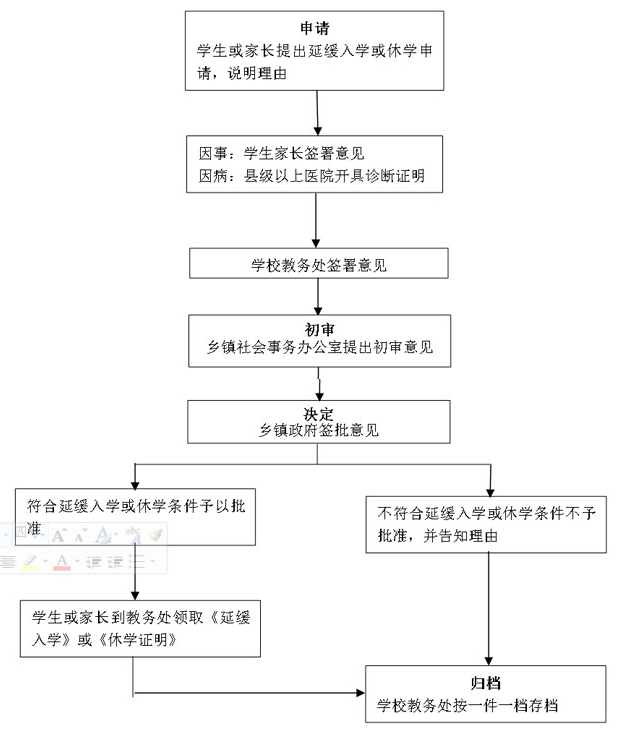 申请
学生或家长提出延缓入学或休学申
请，说明理由
因事：学生家长签署意见
因病：县级以上医院开具诊断证明
学校教务处签署意见
初审
乡镇社会事务办公室提出初审意见
决定
乡镇政府签批意见
符合延缓入学或休学条件予以批
准
不符合延缓入学或休学条件不予
批准，并告知理由
学生或家长到教务处领取《延缓
入学》或《休学证明》
归档
学校教务处按一件一档存档